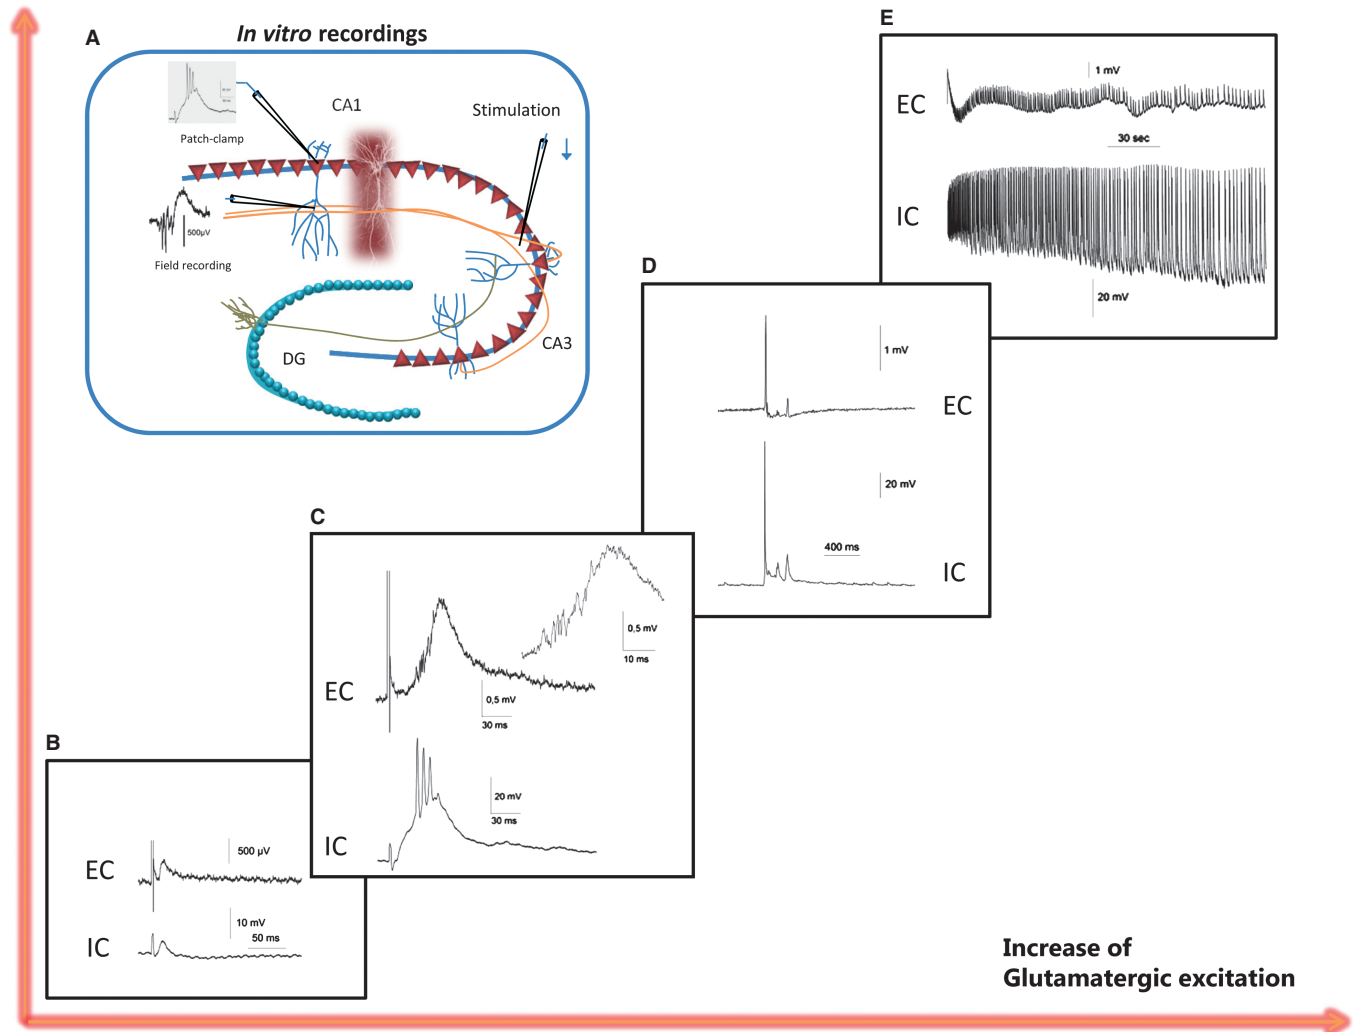 A
In vitro recordings
CA1
Stimulation
Patch-clamp
500µV
Field recording
DG
CA3
B
EC
500 µV
IC
10 mV
50 ms
C
EC
0,5 mV
30 ms
0,5 mV
10 ms
IC
20 mV
30 ms
D
1 mV
EC
20 mV
400 ms
IC
E
EC
1 mV
30 sec
IC
20 mV
Increase of
Glutamatergic excitation